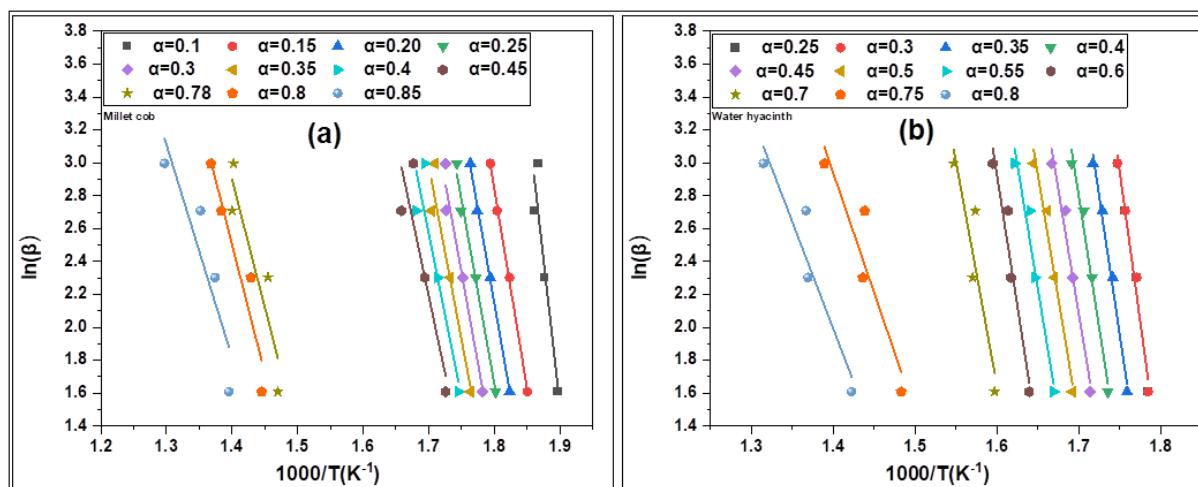 3.8
3.6
3.4
3.2
3.0
2.8
2.6
2.4
2.2
2.0
1.8
1.6
1.4
ln(β)
α=0.1 α=0.15 α=0.20 α=0.25
α=0.3 α=0.35 α=0.4 α=0.45
α=0.78 α=0.8 α=0.85
Millet cob
(a)
1.2 1.3 1.4 1.5 1.6 1.7 1.8 1.9
1000/T(K⁻¹)
3.8
3.6
3.4
3.2
3.0
2.8
2.6
2.4
2.2
2.0
1.8
1.6
1.4
ln(β)
α=0.25 α=0.3 α=0.35 α=0.4
α=0.45 α=0.5 α=0.55 α=0.6
α=0.7 α=0.75 α=0.8
Water hyacinth
(b)
1.3 1.4 1.5 1.6 1.7 1.8
1000/T(K⁻¹)